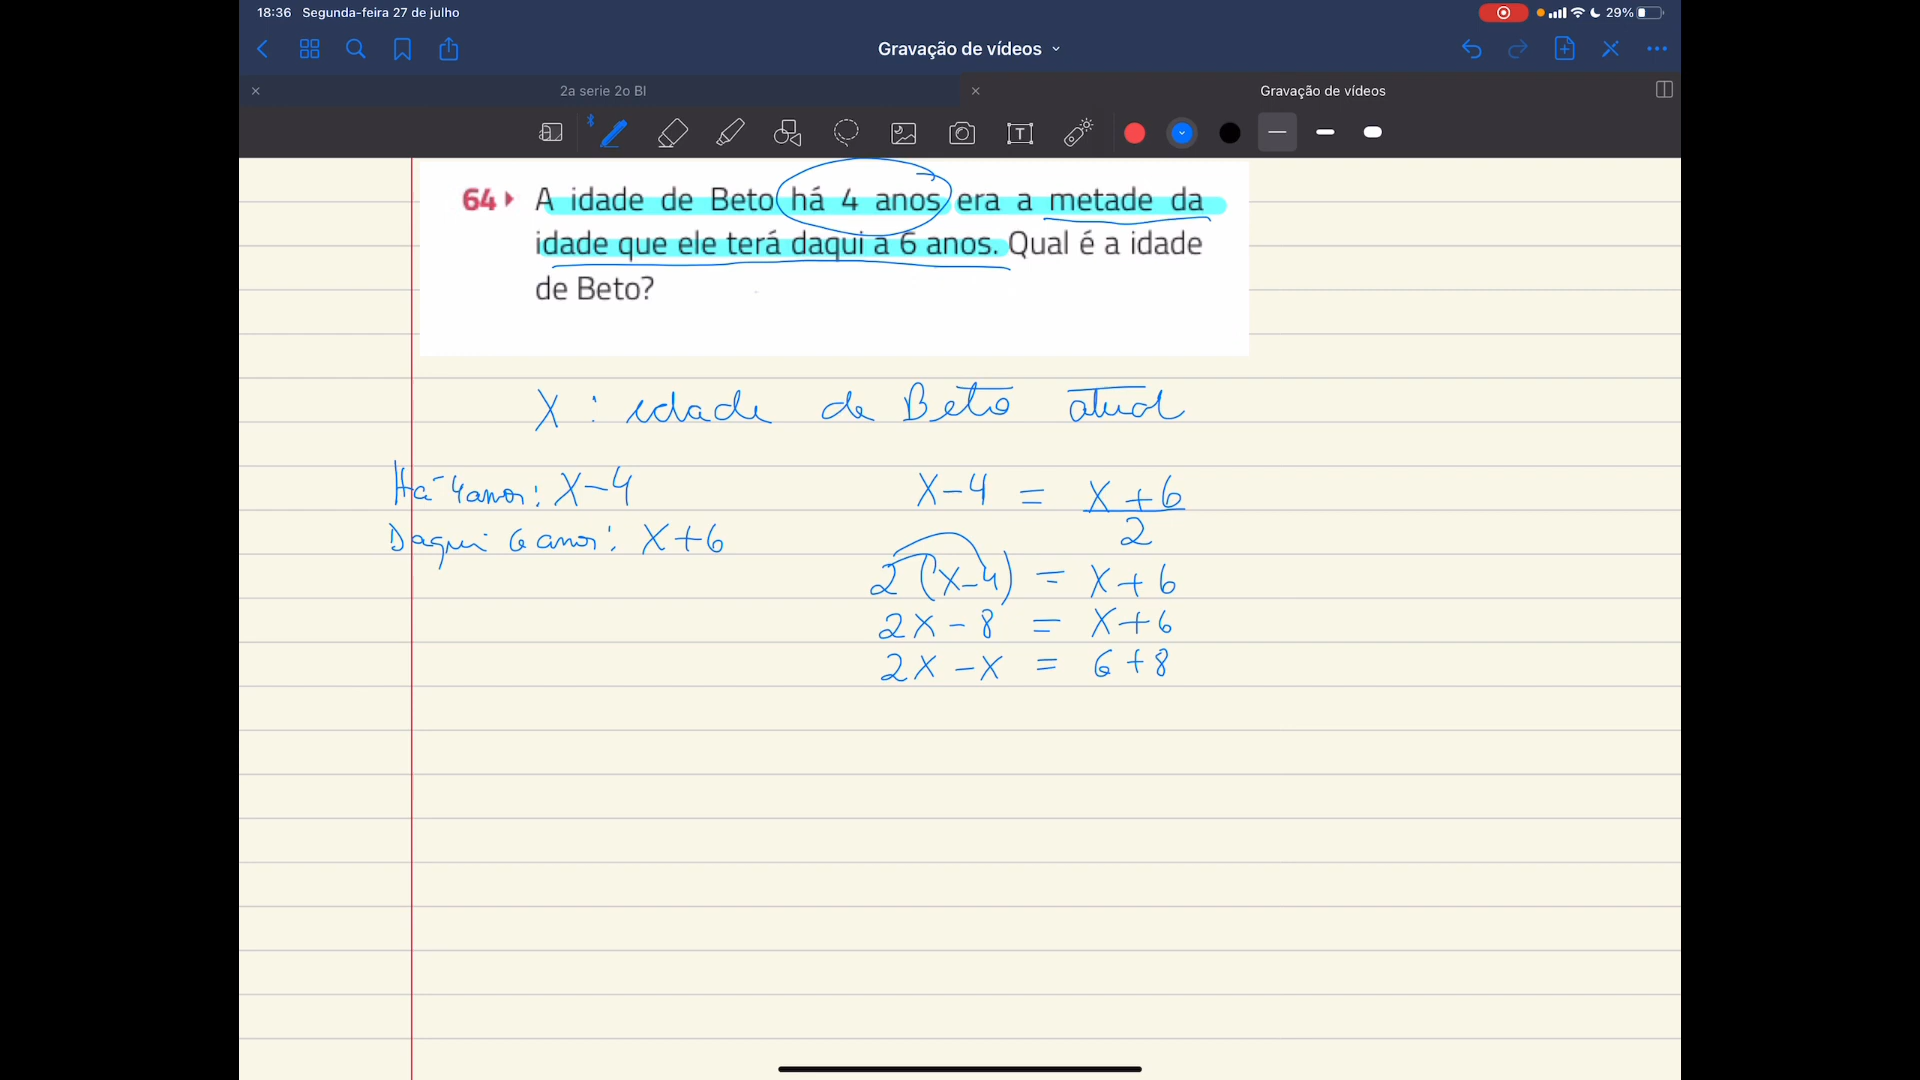 18:36 Segunda-feira 27 de julho
29%
Gravação de vídeos
2a serie 2o BI
Gravação de vídeos
T
64 A idade de Beto há 4 anos era a metade da
idade que ele terá daqui a 6 anos. Qual é a idade
de Beto?
X : idade de Beto atual
Há 4 anos: X-4
Daqui 6 anos: X+6
X-4 = X+6
2
2 (X-4) = X+6
2X - 8 = X+6
2X - X = 6+8